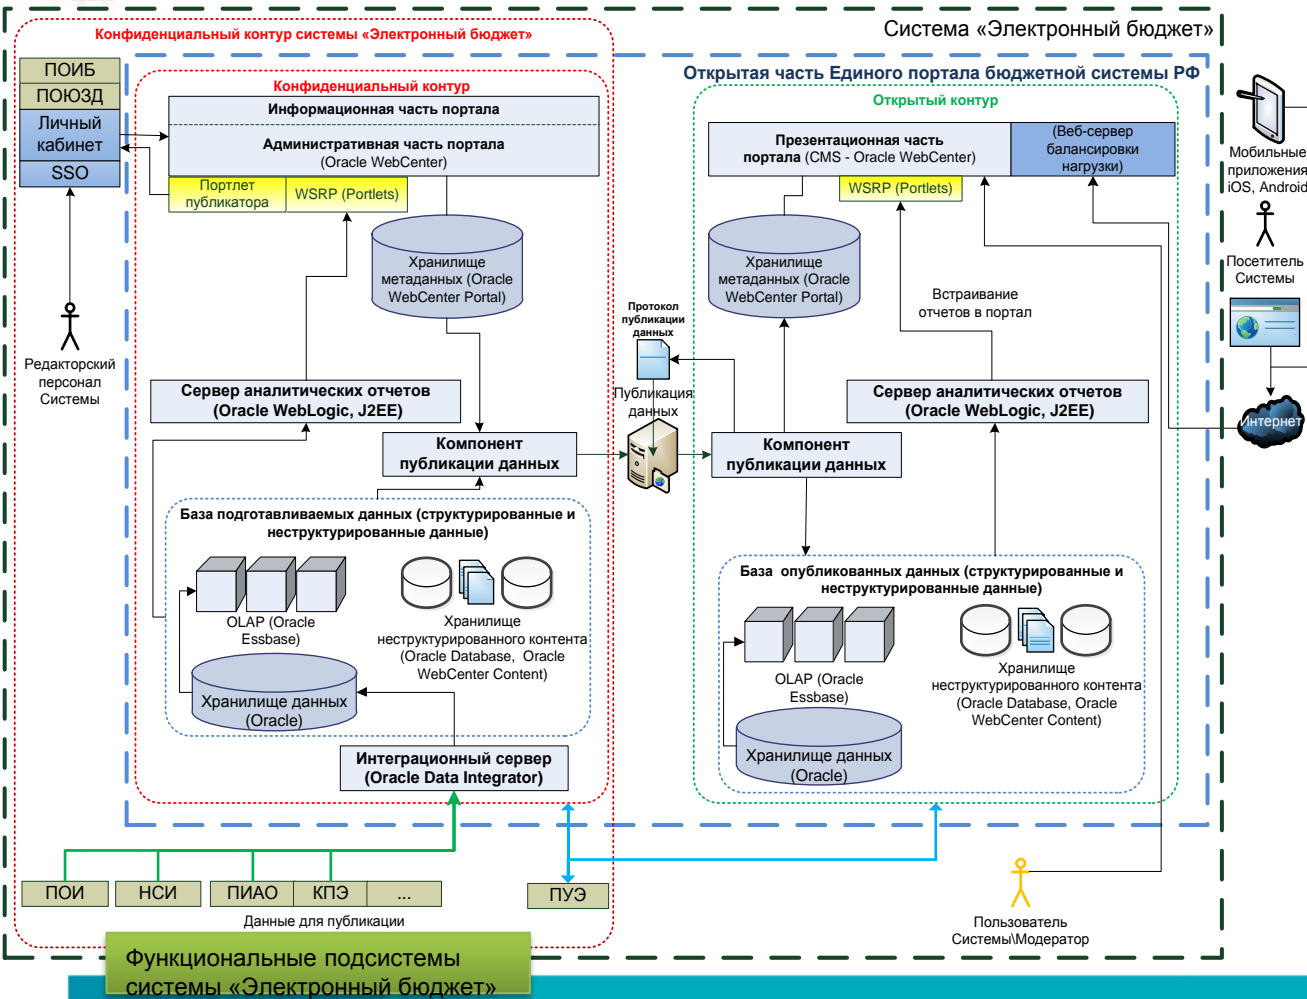 Система «Электронный бюджет»
Конфиденциальный контур системы «Электронный бюджет»
Открытая часть Единого портала бюджетной системы РФ
ПОИБ
ПОЮЗД
Личный
кабинет
SSO
Конфиденциальный контур
Информационная часть портала
Административная часть портала
(Oracle WebCenter)
Портлет
публикатора
WSRP (Portlets)
Хранилище
метаданных (Oracle
WebCenter Portal)
Редакторский
персонал
Системы
Сервер аналитических отчетов
(Oracle WebLogic, J2EE)
Компонент
публикации данных
База подготавливаемых данных (структурированные и
неструктурированные данные)
OLAP (Oracle
Essbase)
Хранилище
неструктурированного контента
(Oracle Database, Oracle
WebCenter Content)
Хранилище данных
(Oracle)
Интеграционный сервер
(Oracle Data Integrator)
Протокол
публикации
данных
Публикация
данных
Открытый контур
Презентационная часть
портала (CMS - Oracle WebCenter)
(Веб-сервер
балансировки
нагрузки)
WSRP (Portlets)
Хранилище
метаданных (Oracle
WebCenter Portal)
Встраивание
отчетов в портал
Сервер аналитических отчетов
(Oracle WebLogic, J2EE)
Компонент
публикации данных
База опубликованных данных (структурированные и
неструктурированные данные)
OLAP (Oracle
Essbase)
Хранилище
неструктурированного контента
(Oracle Database, Oracle
WebCenter Content)
Хранилище данных
(Oracle)
Мобильные
приложения
iOS, Android
Посетитель
Системы
Интернет
ПОИ
НСИ
ПИАО
КПЭ
...
ПУЭ
Данные для публикации
Пользователь
Системы\Модератор
Функциональные подсистемы
системы «Электронный бюджет»